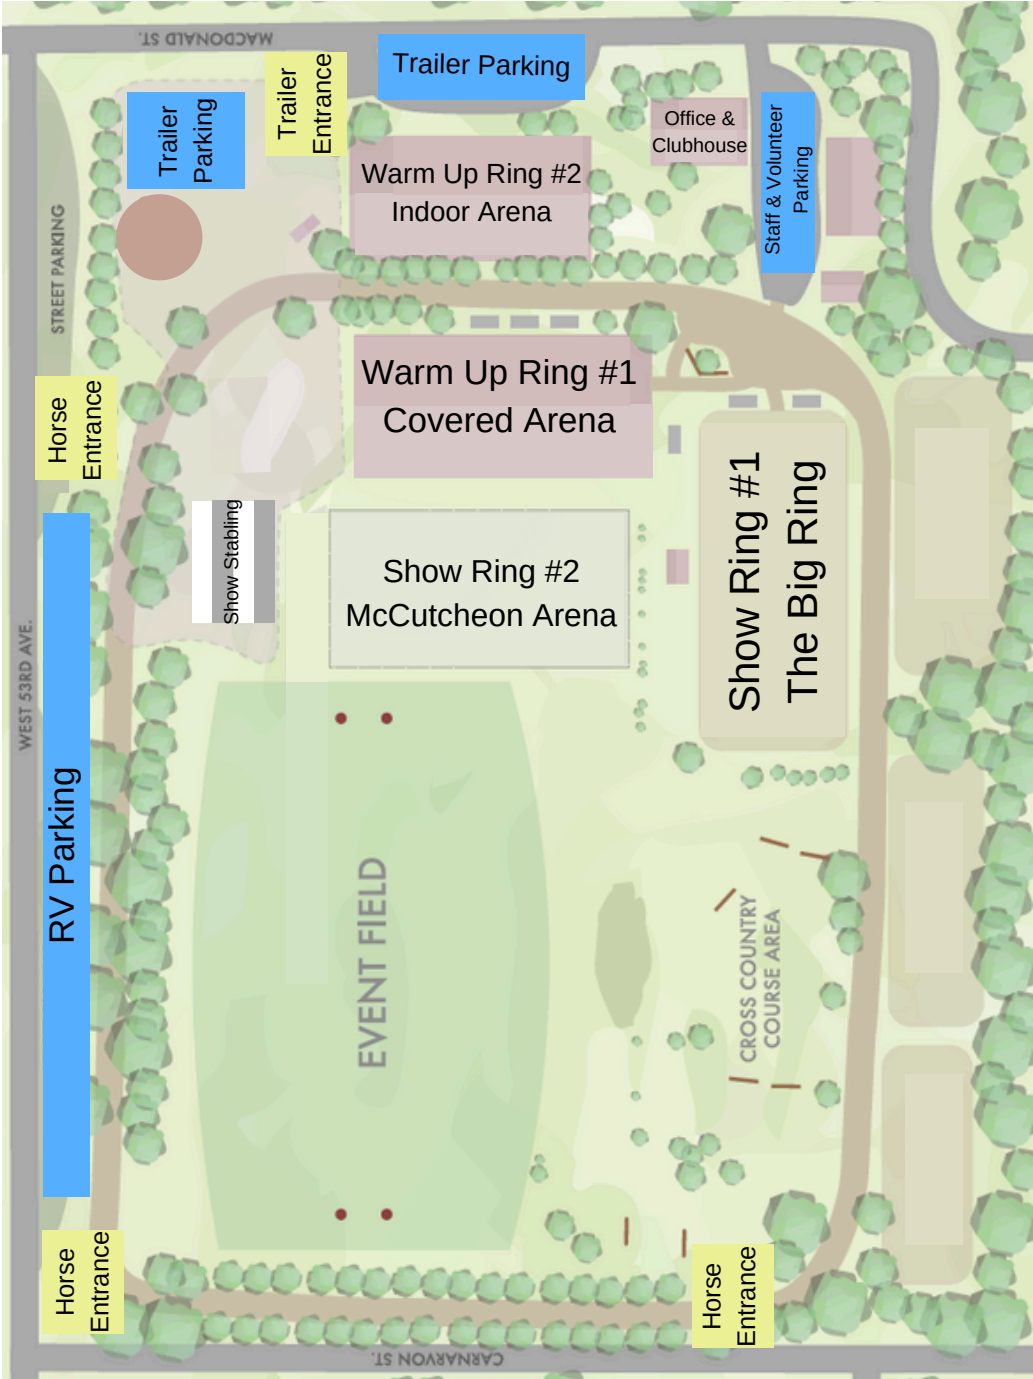 MACDONALD ST.
Trailer Parking
Trailer
Entrance
Trailer
Parking
Office &
Clubhouse
Staff & Volunteer
Parking
Warm Up Ring #2
Indoor Arena
STREET PARKING
Warm Up Ring #1
Covered Arena
Horse
Entrance
Show Stabling
Show Ring #2
McCutcheon Arena
Show Ring #1
The Big Ring
WEST 53RD AVE.
RV Parking
EVENT FIELD
CROSS COUNTRY
COURSE AREA
Horse
Entrance
Horse
Entrance
CARNARVON ST.